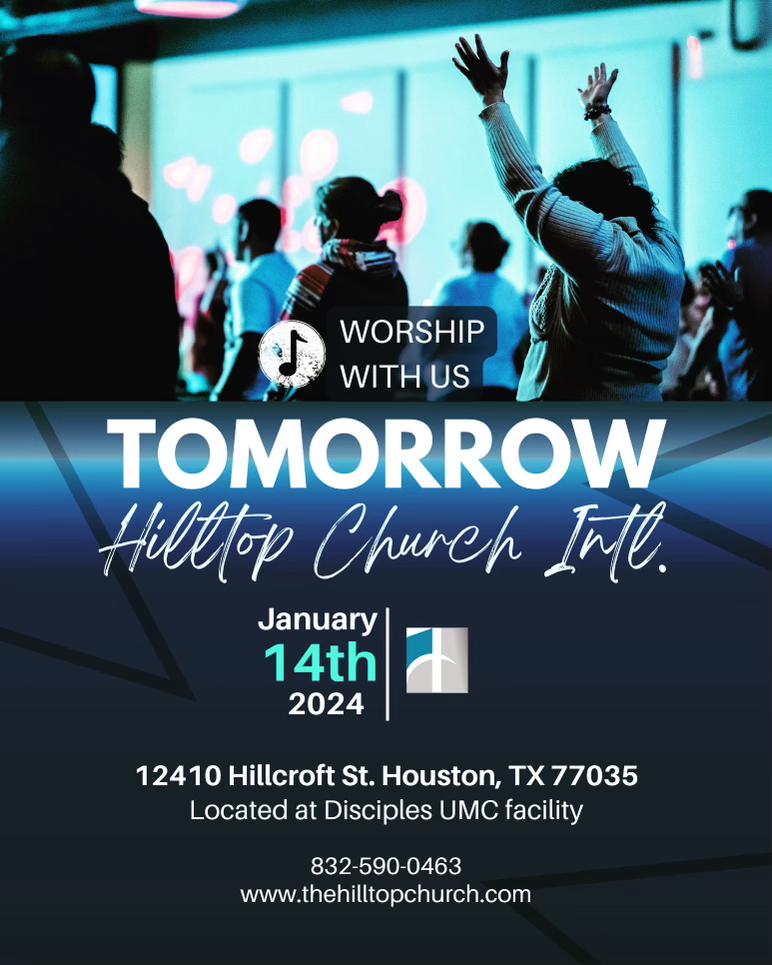 WORSHIP
WITH US
TOMORROW
Hilltop Church Intl.
January
14th
2024
12410 Hillcroft St. Houston, TX 77035
Located at Disciples UMC facility
832-590-0463
www.thehilltopchurch.com